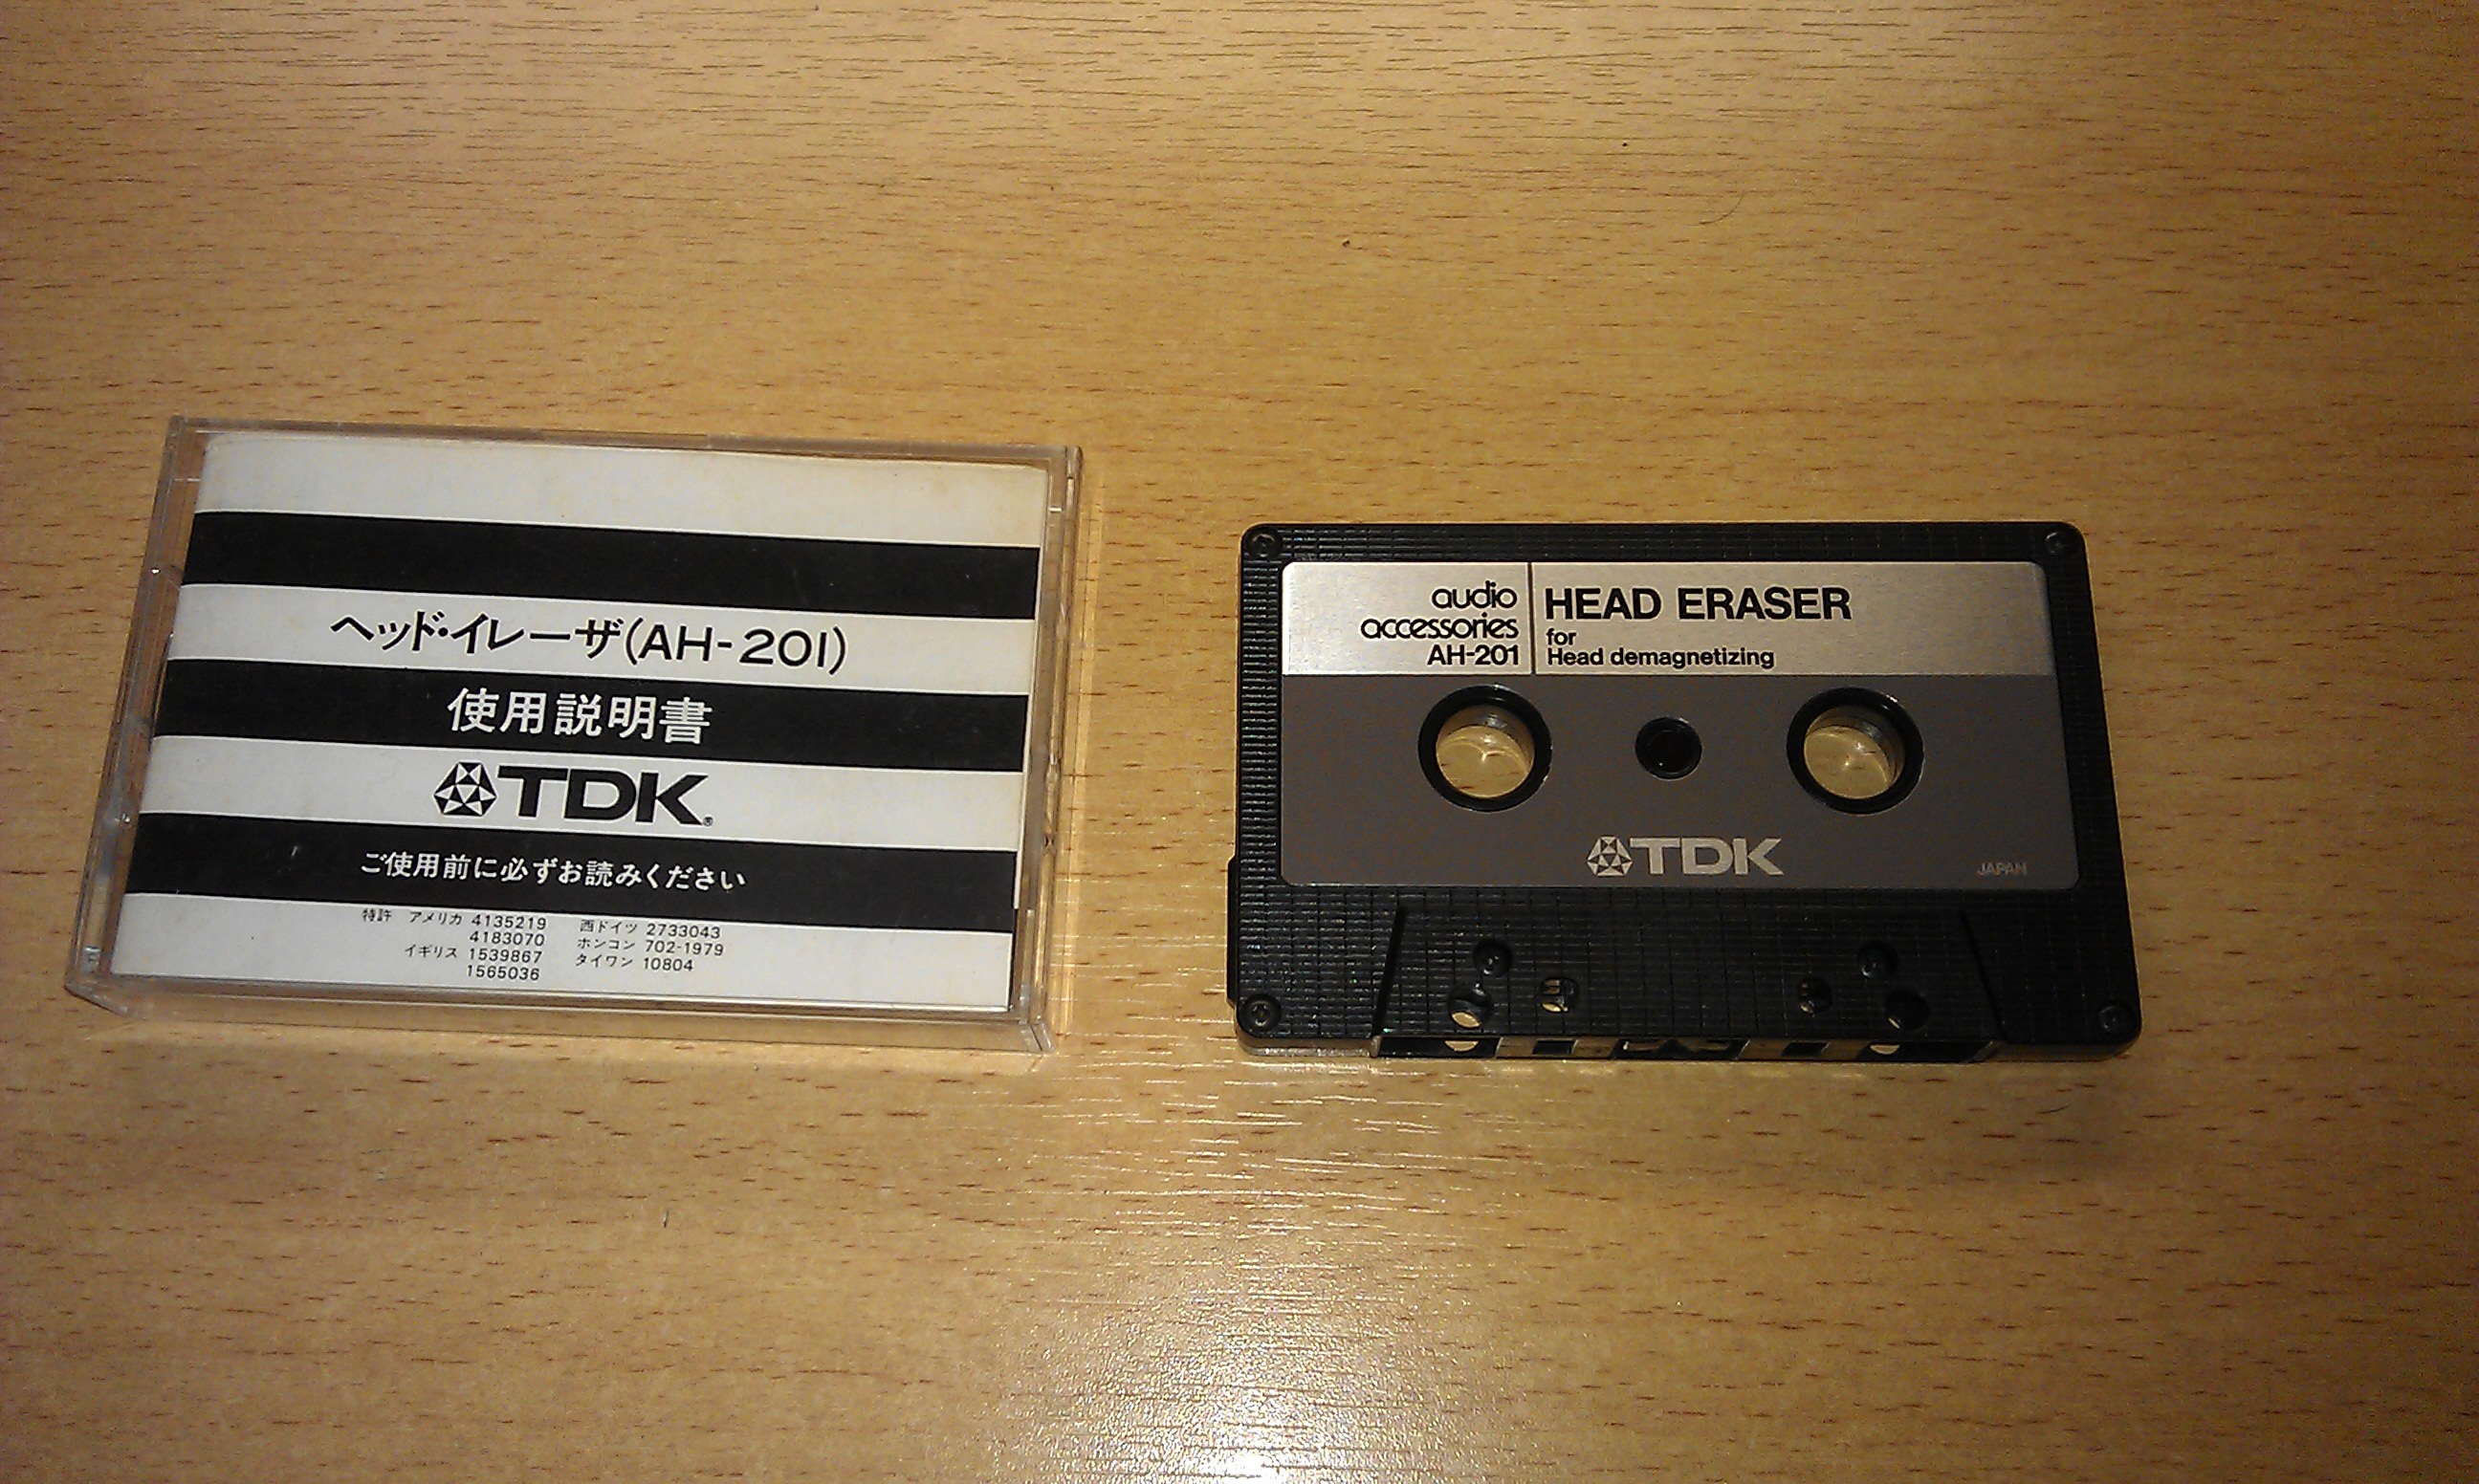 ヘッド・イレーザ(AH-201)
使用説明書
TDK®
ご使用前に必ずお読みください
特許 アメリカ 4135219 西ドイツ 2733043
4183070 ホンコン 702-1979
イギリス 1539867 タイワン 10804
1565036
audio
accessories
AH-201
HEAD ERASER
for
Head demagnetizing
TDK
JAPAN